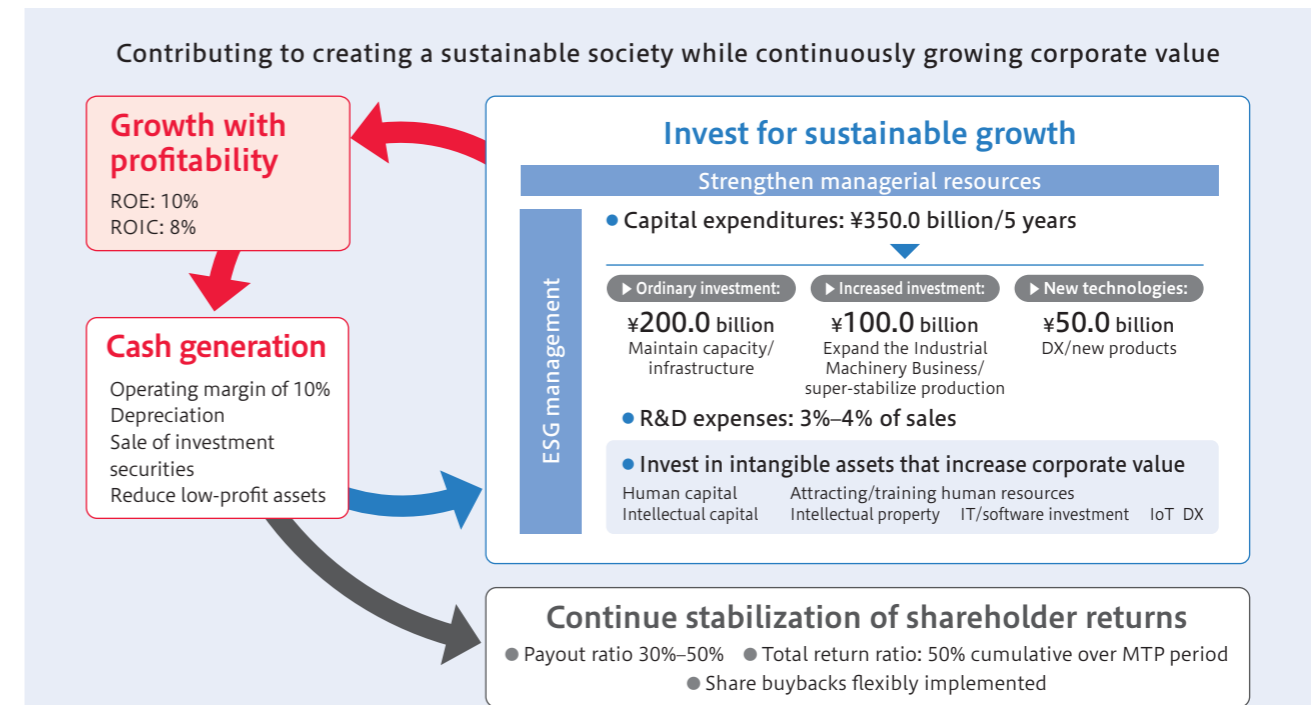 Contributing to creating a sustainable society while continuously growing corporate value
Growth with
profitability
ROE: 10%
ROIC: 8%
Cash generation
Operating margin of 10%
Depreciation
Sale of investment
securities
Reduce low-profit assets
Invest for sustainable growth
Strengthen managerial resources
ESG management
● Capital expenditures: ¥350.0 billion/5 years
▶ Ordinary investment:
¥200.0 billion
Maintain capacity/
infrastructure
▶ Increased investment:
¥100.0 billion
Expand the Industrial
Machinery Business/
super-stabilize production
▶ New technologies:
¥50.0 billion
DX/new products
● R&D expenses: 3%–4% of sales
● Invest in intangible assets that increase corporate value
Human capital Attracting/training human resources
Intellectual capital Intellectual property IT/software investment IoT DX
Continue stabilization of shareholder returns
● Payout ratio 30%–50% ● Total return ratio: 50% cumulative over MTP period
● Share buybacks flexibly implemented